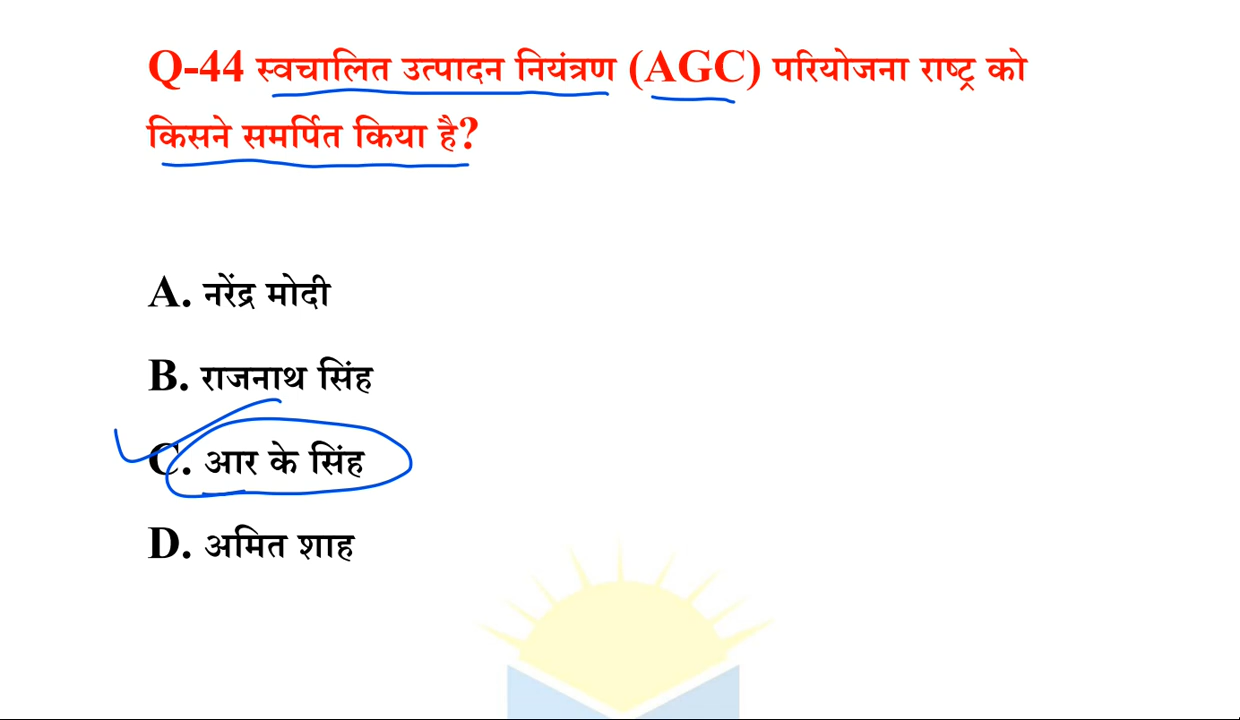 Q-44 स्वचालित उत्पादन नियंत्रण (AGC) परियोजना राष्ट्र को
किसने समर्पित किया है?
A. नरेंद्र मोदी
B. राजनाथ सिंह
C. आर के सिंह
D. अमित शाह